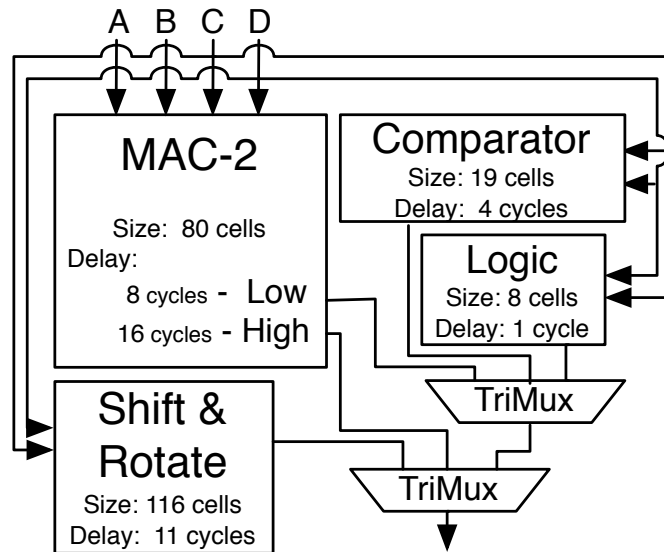 A B C D
MAC-2
Size: 80 cells
Delay:
8 cycles - Low
16 cycles - High
Comparator
Size: 19 cells
Delay: 4 cycles
Logic
Size: 8 cells
Delay: 1 cycle
TriMux
Shift &
Rotate
Size: 116 cells
Delay: 11 cycles
TriMux